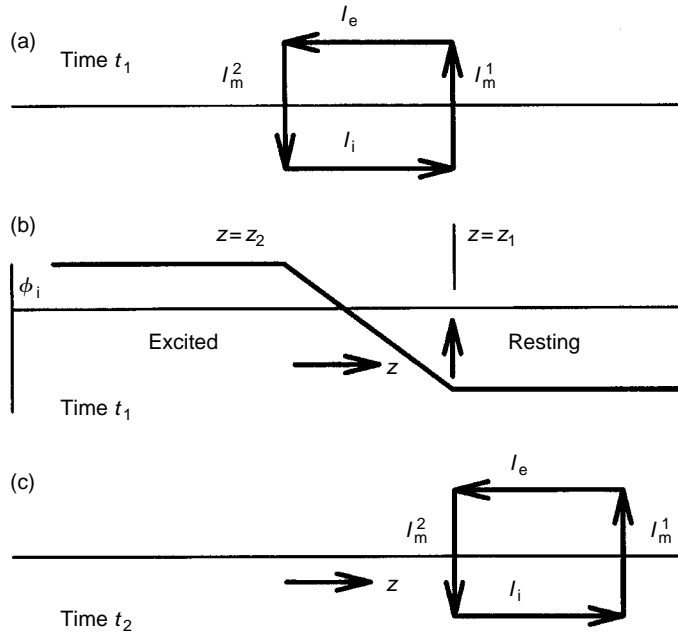 (a)
Time t₁
Iₑ
I²ₘ
I¹ₘ
Iᵢ
(b)
z = z₂
z = z₁
ϕᵢ
Excited
Resting
z
Time t₁
(c)
Iₑ
I²ₘ
I¹ₘ
z
Iᵢ
Time t₂